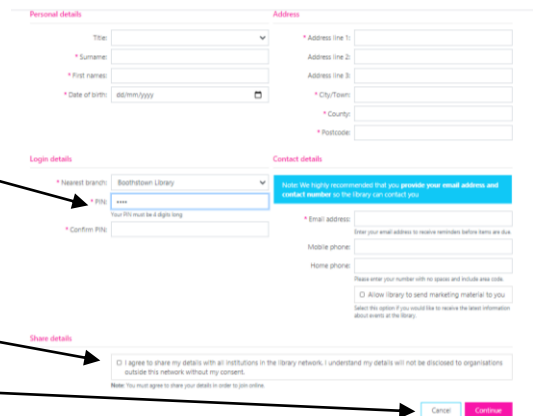 Personal details
Title:
* Surname:
* First names:
* Date of birth: dd/mm/yyyy
Address
* Address line 1:
Address line 2:
Address line 3:
* City/Town:
* County:
* Postcode:
Login details
* Nearest branch: Boothstown Library
* PIN: ••••
Your PIN must be 4 digits long
* Confirm PIN:
Contact details
Note: We highly recommended that you provide your email address and
contact number so the library can contact you
* Email address:
Enter your email address to receive reminders before items are due.
Mobile phone:
Home phone:
Please enter your number with no spaces and include area code.
Allow library to send marketing material to you
Select this option if you would like to receive the latest information
about events at the library.
Share details
I agree to share my details with all institutions in the library network. I understand my details will not be disclosed to organisations
outside this network without my consent.
Note: You must agree to share your details in order to join online.
Cancel
Continue